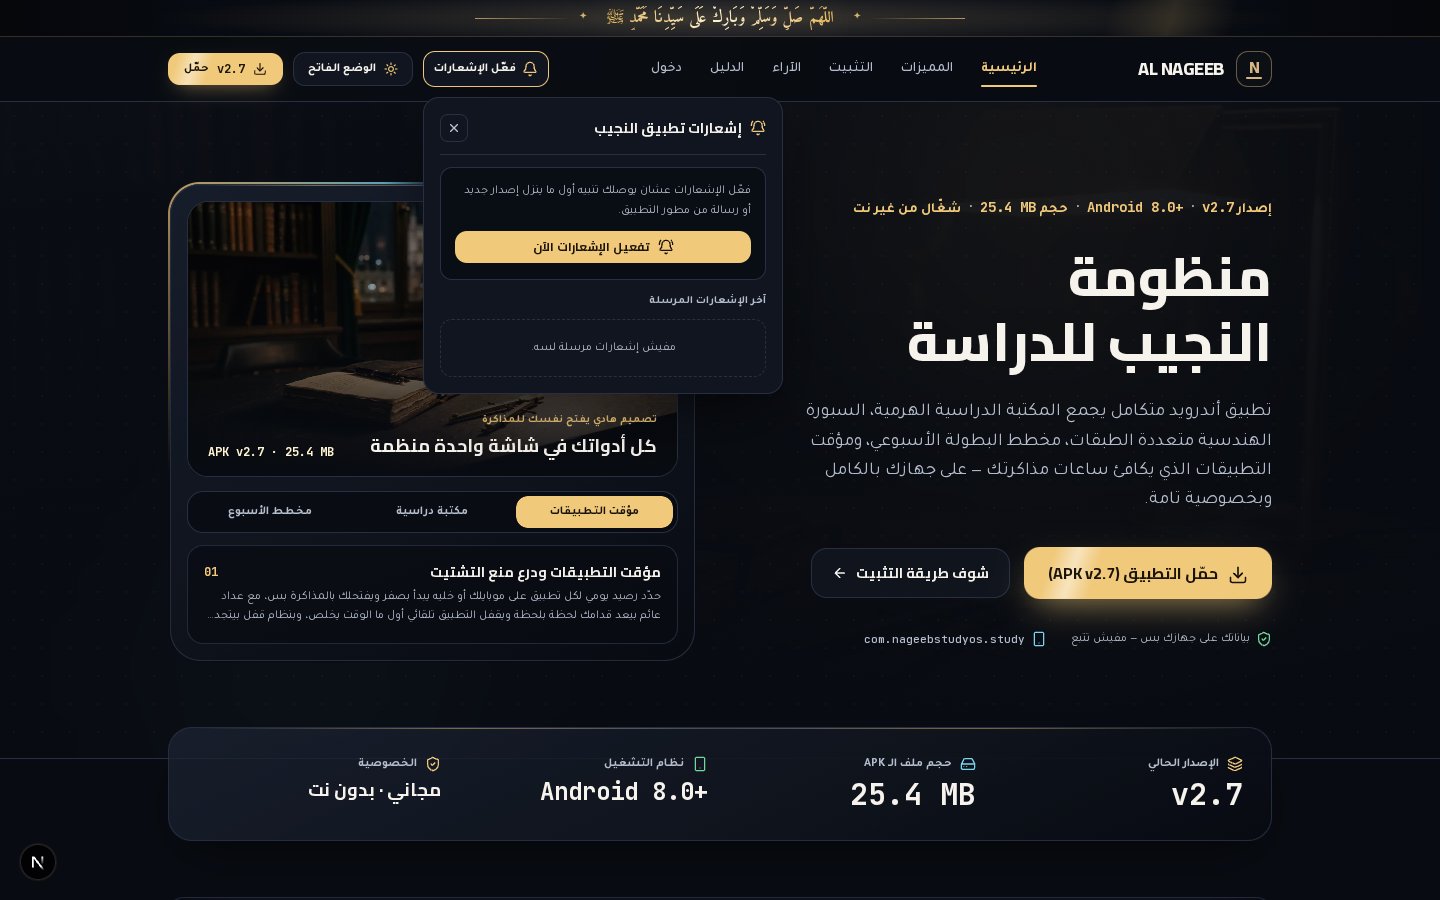 اللَّهُمَّ صَلِّ وَسَلِّمْ وَبَارِكْ عَلَى سَيِّدِنَا مُحَمَّدٍ ﷺ
N
AL NAGEEB
الرئيسية
المميزات
التثبيت
الآراء
الدليل
دخول
فعّل الإشعارات
الوضع الفاتح
حمّل v2.7
إشعارات تطبيق النجيب
فعّل الإشعارات عشان يوصلك تنبيه أول ما ينزل إصدار جديد
أو رسالة من مطور التطبيق.
تفعيل الإشعارات الآن
آخر الإشعارات المرسلة
مفيش إشعارات مرسلة لسه.
إصدار v2.7 · Android 8.0+ · حجم 25.4 MB · شغّال من غير نت
منظومة
النجيب للدراسة
تطبيق أندرويد متكامل يجمع المكتبة الدراسية الهرمية، السبورة
الهندسية متعددة الطبقات، مخطط البطولة الأسبوعي، ومؤقت
التطبيقات الذي يكافئ ساعات مذاكرتك — على جهازك بالكامل
وبخصوصية تامة.
حمّل التطبيق (APK v2.7)
شوف طريقة التثبيت
بياناتك على جهازك بس — مفيش تتبع
com.nageebstudyos.study
تصميم هادي يفتح نفسك للمذاكرة
كل أدواتك في شاشة واحدة منظمة
APK v2.7 · 25.4 MB
مؤقت التطبيقات
مكتبة دراسية
مخطط الأسبوع
مؤقت التطبيقات ودرع منع التشتيت
01
حدّد رصيد يومي لكل تطبيق على موبايلك أو خليه يبدأ بصفر ويفتحلك بالمذاكرة بس، مع عداد
عائم بيعد قدامك لحظة بلحظة ويقفل التطبيق تلقائي أول ما الوقت يخلص، وبنظام قفل بيتجد...
الإصدار الحالي
v2.7
حجم ملف الـ APK
25.4 MB
نظام التشغيل
Android 8.0+
الخصوصية
مجاني · بدون نت
N